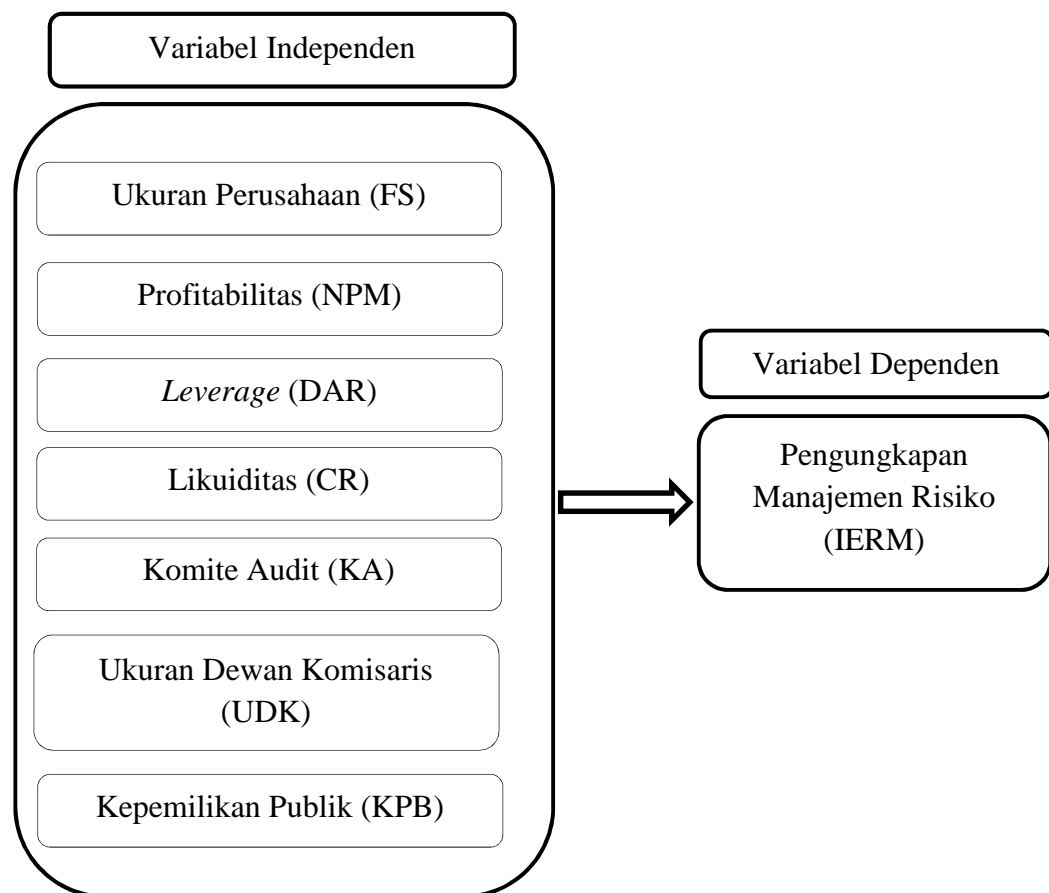 Variabel Independen
Ukuran Perusahaan (FS)
Profitabilitas (NPM)
Leverage (DAR)
Likuiditas (CR)
Komite Audit (KA)
Ukuran Dewan Komisaris
(UDK)
Kepemilikan Publik (KPB)
Variabel Dependen
Pengungkapan
Manajemen Risiko
(IERM)